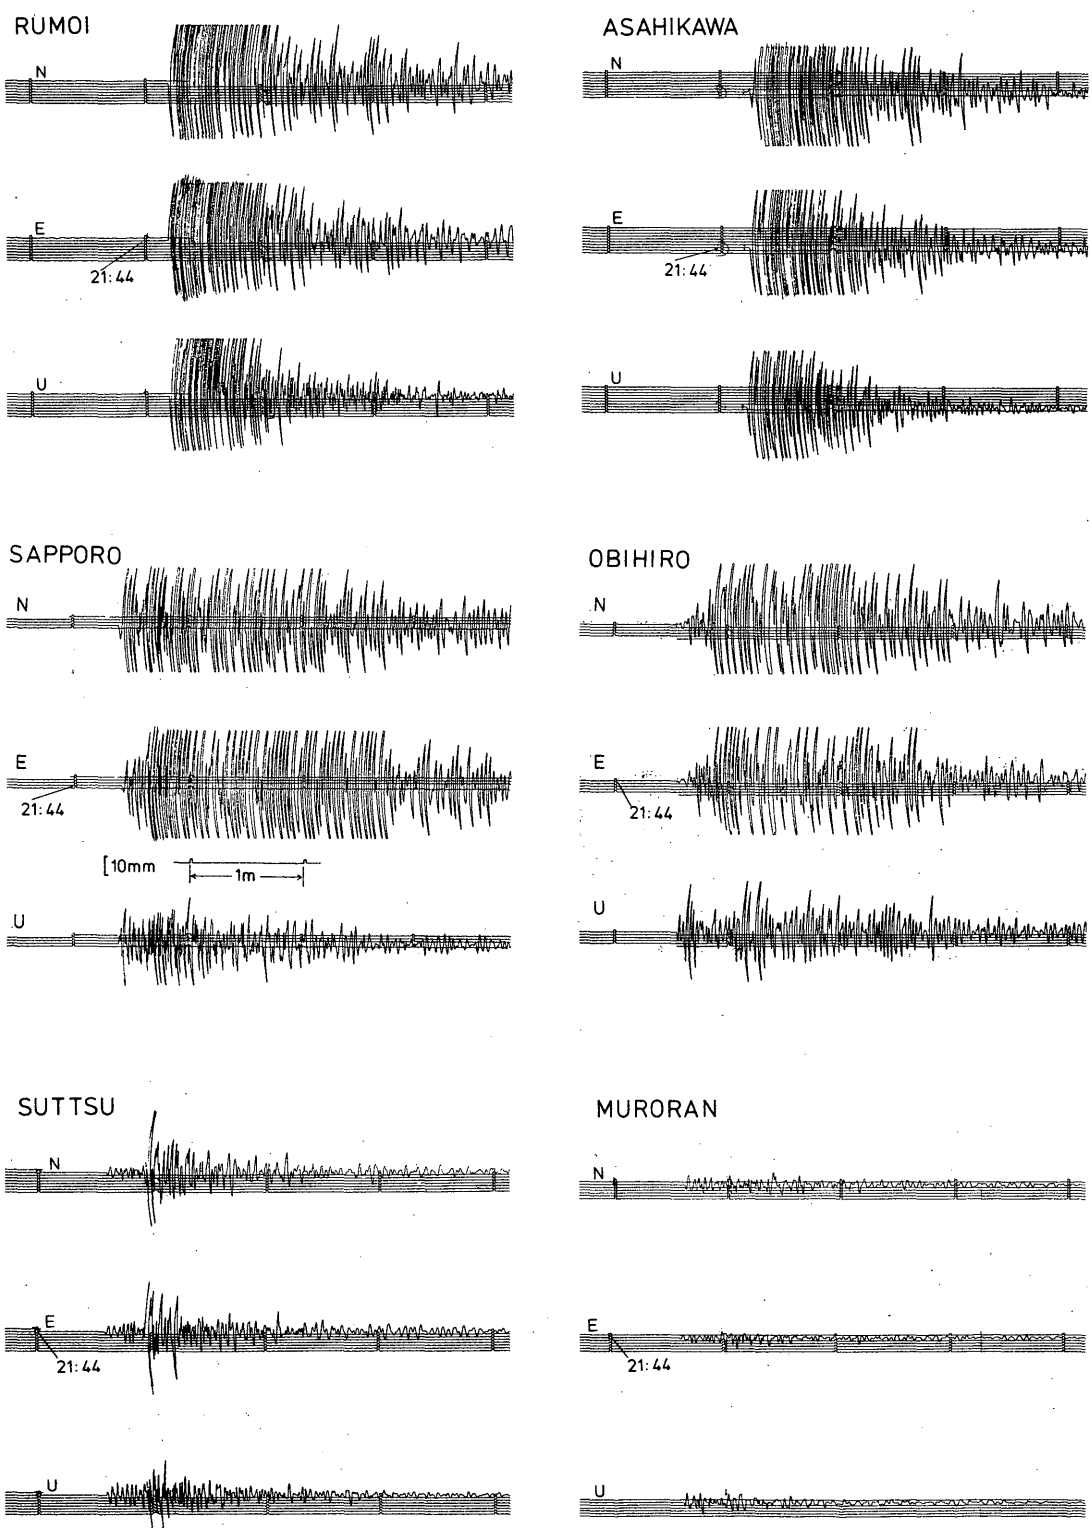 RUMOI
N
E
21:44
U
ASAHIKAWA
N
E
21:44
U
SAPPORO
N
E
21:44
10mm
1m
U
OBIHIRO
N
E
21:44
U
SUTTSU
N
E
21:44
U
MURORAN
N
E
21:44
U